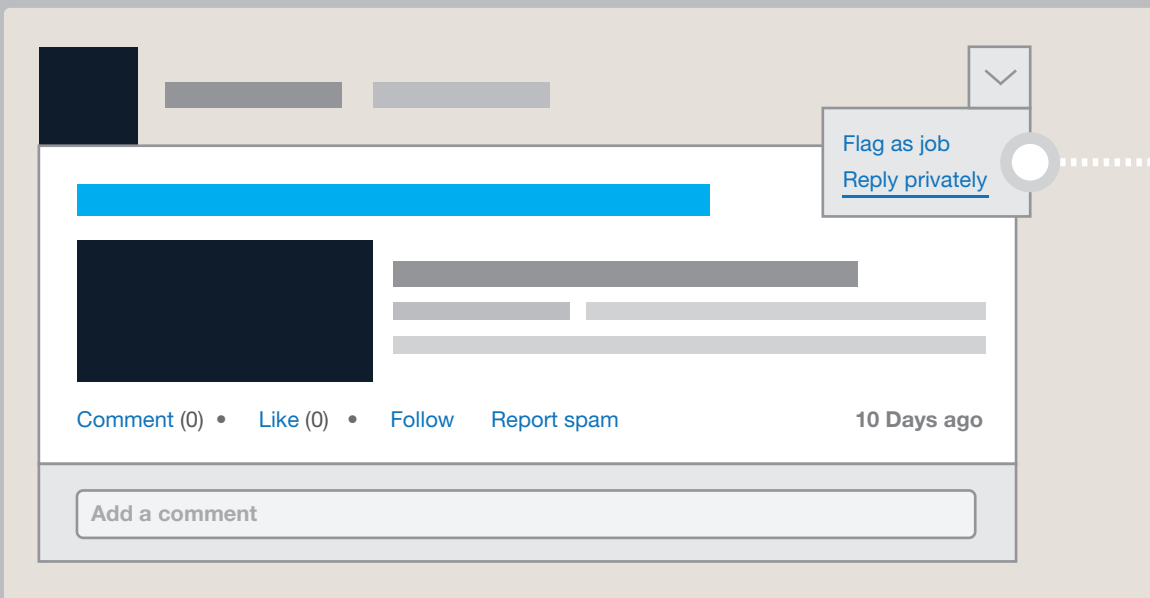 Flag as job
Reply privately
Comment (0) • Like (0) • Follow Report spam 10 Days ago
Add a comment